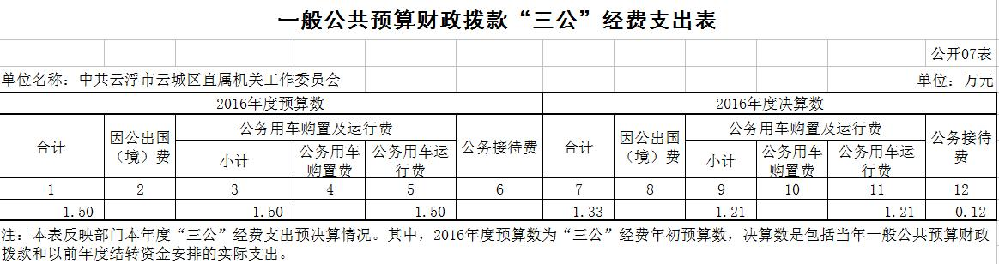 一般公共预算财政拨款“三公”经费支出表
公开07表
单位名称：中共云浮市云城区直属机关工作委员会 单位：万元
2016年度预算数 2016年度决算数
合计 因公出国（境）费 公务用车购置及运行费 公务接待费 合计 因公出国（境）费 公务用车购置及运行费 公务接待费
小计 公务用车购置费 公务用车运行费 小计 公务用车购置费 公务用车运行费
1 2 3 4 5 6 7 8 9 10 11 12
1.50 1.50 1.50 1.33 1.21 1.21 0.12
注：本表反映部门本年度“三公”经费支出预决算情况。其中，2016年度预算数为“三公”经费年初预算数，决算数是包括当年一般公共预算财政
拨款和以前年度结转资金安排的实际支出。